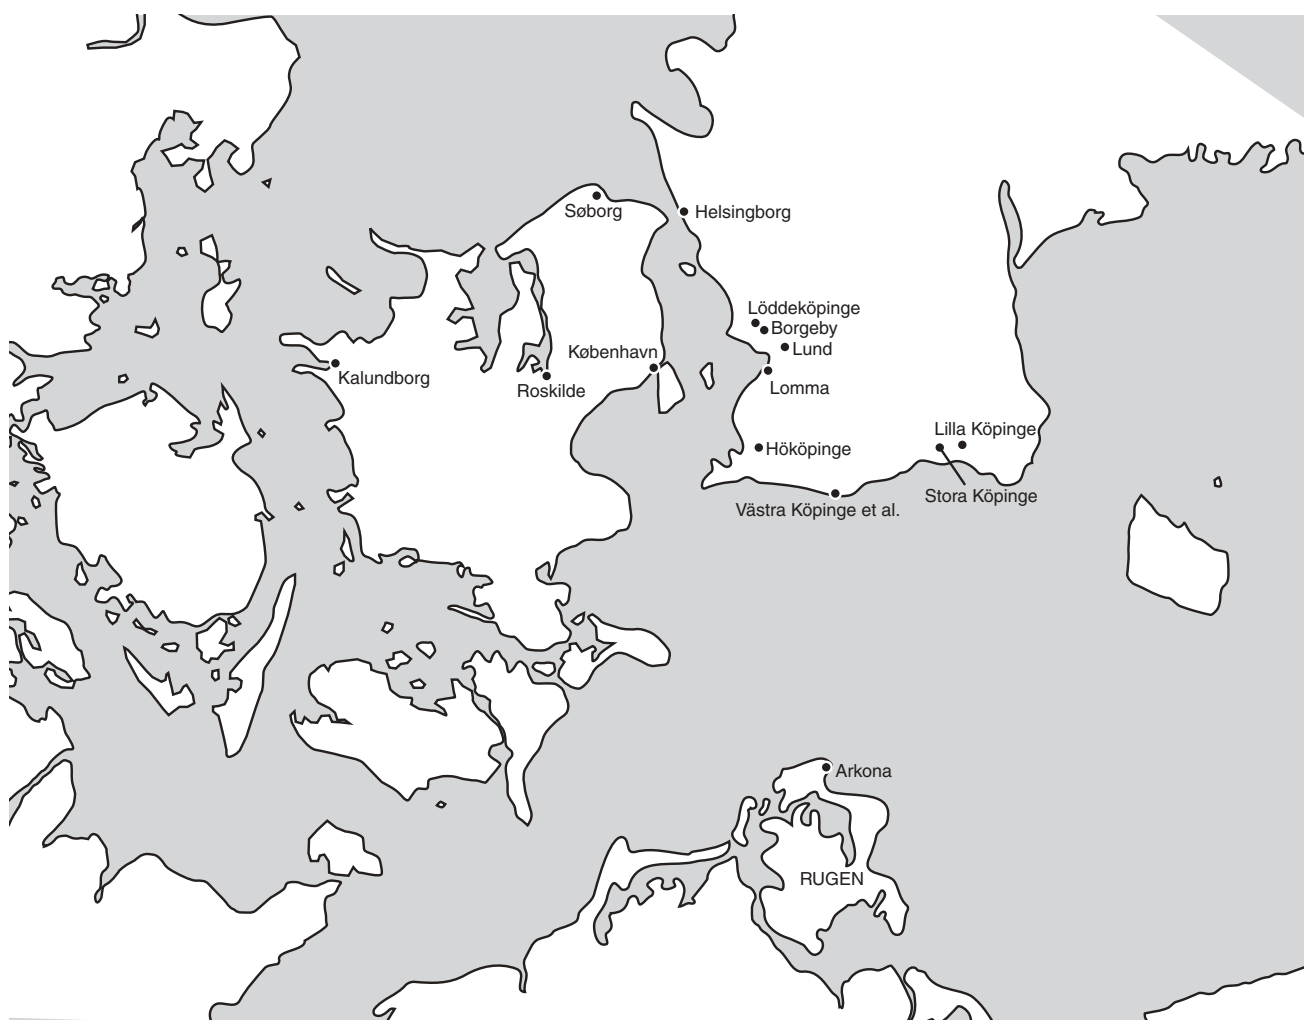 Søborg
Helsingborg
Löddeköpinge
Borgeby
Lund
København
Kalundborg
Roskilde
Lomma
Lilla Köpinge
Hököpinge
Stora Köpinge
Västra Köpinge et al.
Arkona
RUGEN